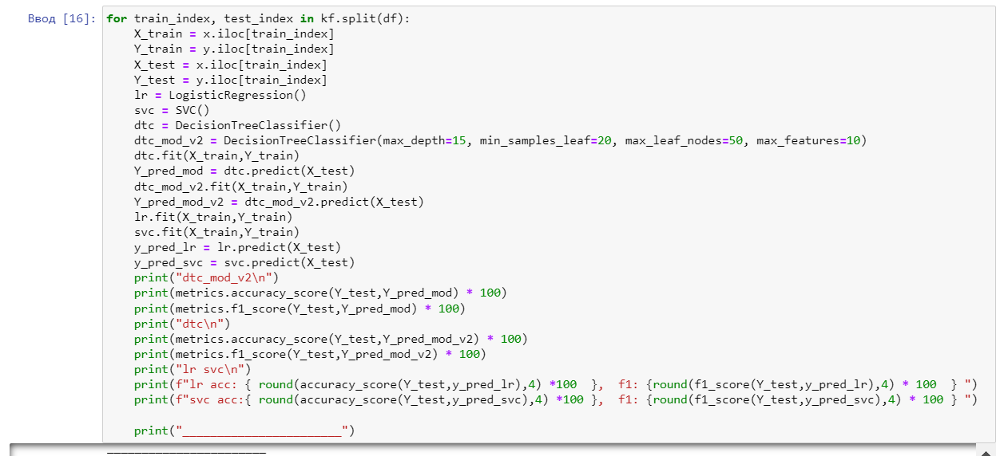 Ввод [16]: for train_index, test_index in kf.split(df):
    X_train = x.iloc[train_index]
    Y_train = y.iloc[train_index]
    X_test = x.iloc[train_index]
    Y_test = y.iloc[train_index]
    lr = LogisticRegression()
    svc = SVC()
    dtc = DecisionTreeClassifier()
    dtc_mod_v2 = DecisionTreeClassifier(max_depth=15, min_samples_leaf=20, max_leaf_nodes=50, max_features=10)
    dtc.fit(X_train,Y_train)
    Y_pred_mod = dtc.predict(X_test)
    dtc_mod_v2.fit(X_train,Y_train)
    Y_pred_mod_v2 = dtc_mod_v2.predict(X_test)
    lr.fit(X_train,Y_train)
    svc.fit(X_train,Y_train)
    y_pred_lr = lr.predict(X_test)
    y_pred_svc = svc.predict(X_test)
    print("dtc_mod_v2\n")
    print(metrics.accuracy_score(Y_test,Y_pred_mod) * 100)
    print(metrics.f1_score(Y_test,Y_pred_mod) * 100)
    print("dtc\n")
    print(metrics.accuracy_score(Y_test,Y_pred_mod_v2) * 100)
    print(metrics.f1_score(Y_test,Y_pred_mod_v2) * 100)
    print("lr svc\n")
    print(f"lr acc: { round(accuracy_score(Y_test,y_pred_lr),4) *100  },  f1: {round(f1_score(Y_test,y_pred_lr),4) * 100  } ")
    print(f"svc acc:{ round(accuracy_score(Y_test,y_pred_svc),4) *100 },  f1: {round(f1_score(Y_test,y_pred_svc),4) * 100 } ")
    print("_______________________")